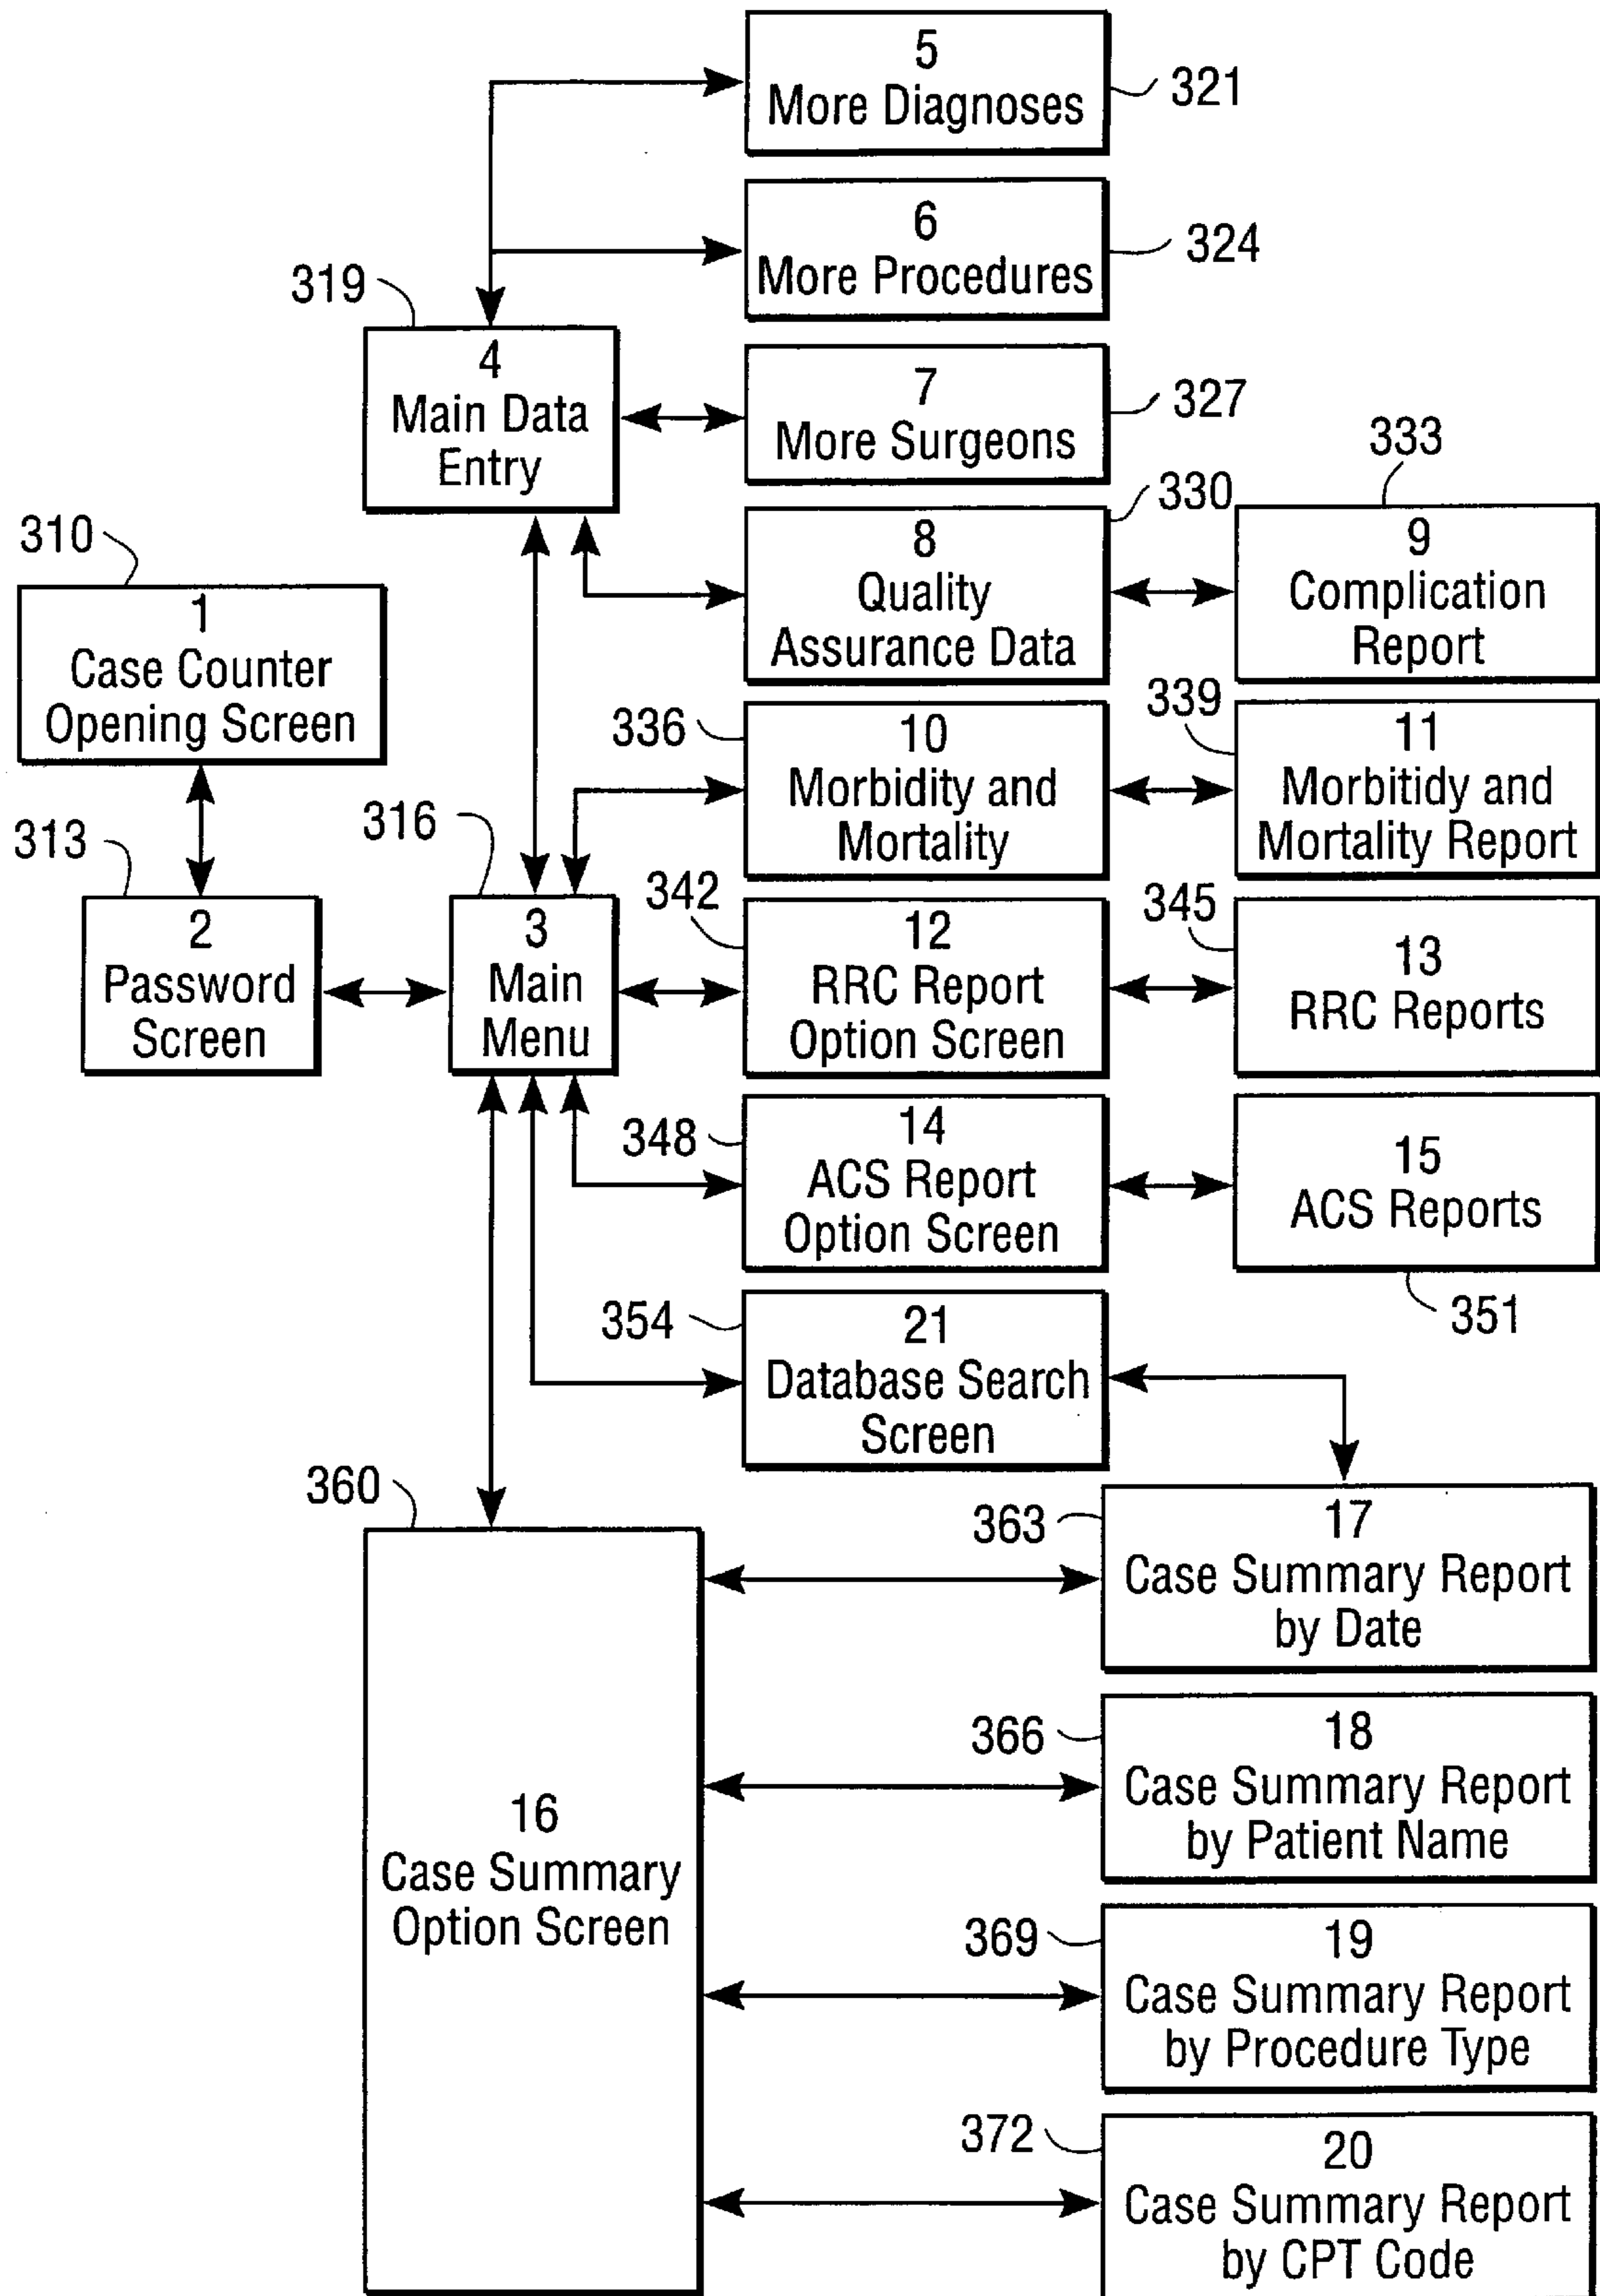 5
More Diagnoses
321
6
More Procedures
324
319
4
Main Data
Entry
7
More Surgeons
327
333
330
310
8
Quality
Assurance Data
9
Complication
Report
1
Case Counter
Opening Screen
336
339
10
Morbidity and
Mortality
11
Morbitidy and
Mortality Report
313
316
342
345
2
Password
Screen
3
Main
Menu
12
RRC Report
Option Screen
13
RRC Reports
348
14
ACS Report
Option Screen
15
ACS Reports
351
354
21
Database Search
Screen
360
363
17
Case Summary Report
by Date
366
18
Case Summary Report
by Patient Name
16
Case Summary
Option Screen
369
19
Case Summary Report
by Procedure Type
372
20
Case Summary Report
by CPT Code